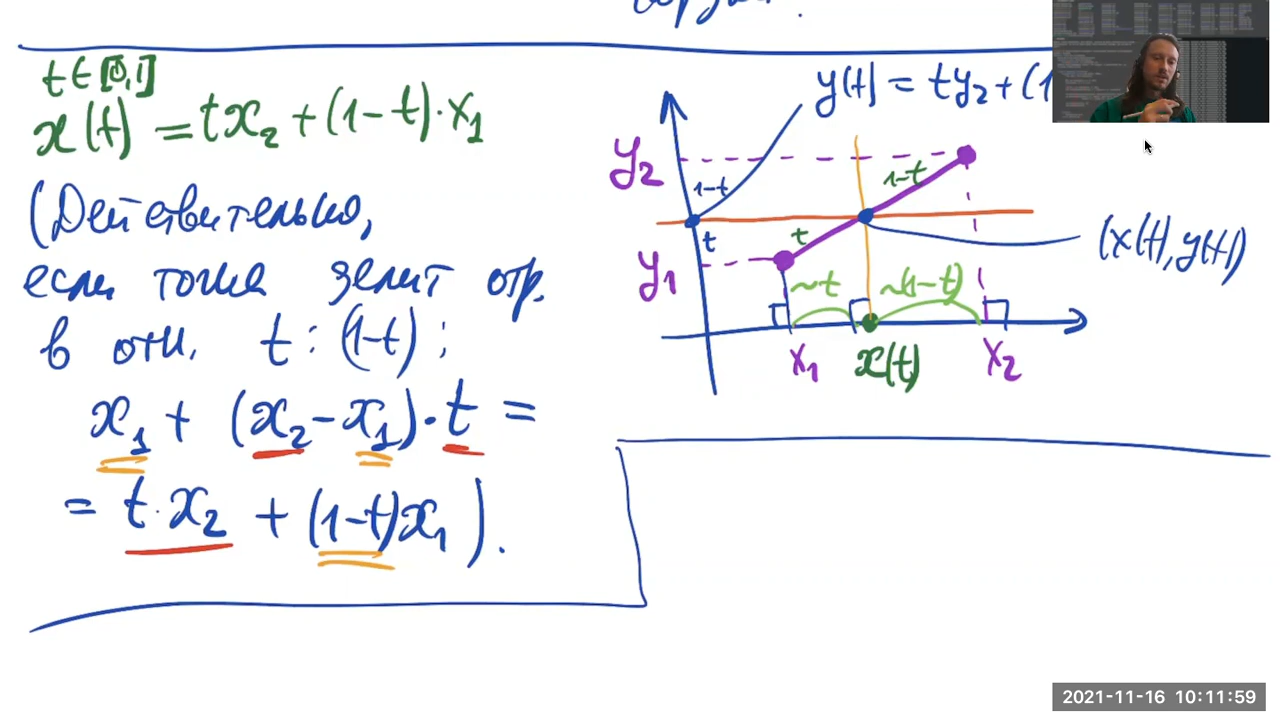 t ∈ [0,1]
x(t) = tx₂ + (1-t)·x₁
(Действительно,
если точка делит отр.
в отн. t : (1-t) :
x₁ + (x₂ - x₁)·t =
= t·x₂ + (1-t)x₁).
y(t) = ty₂ + (1
y₂
1-t
1-t
t
t
(x(t), y(t))
y₁
~t
~(1-t)
x₁
x(t)
x₂
2021-11-16 10:11:59